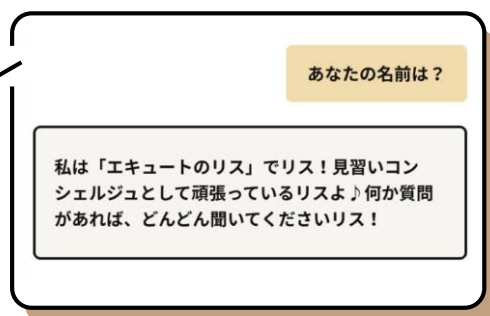 あなたの名前は？
私は「エキュートのリス」でリス！見習いコン
シェルジュとして頑張っているリスよ♪何か質問
があれば、どんどん聞いてくださいリス！